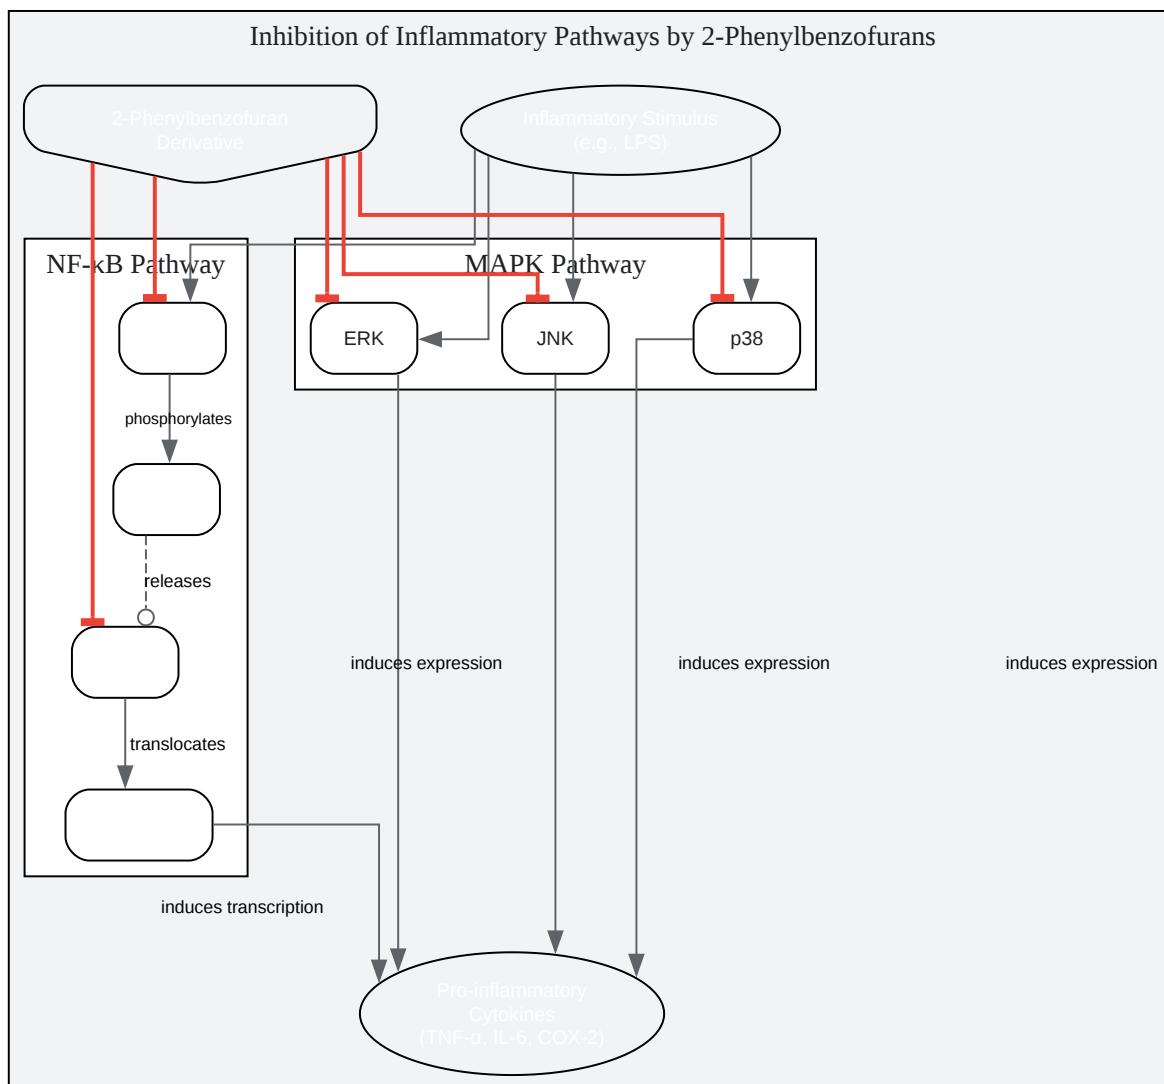 Inhibition of Inflammatory Pathways by 2-Phenylbenzofurans
2-Phenylbenzofuran
Derivative
Inflammatory Stimulus
(e.g., LPS)
NF-κB Pathway
MAPK Pathway
ERK
JNK
p38
phosphorylates
releases
induces expression
induces expression
induces expression
translocates
induces transcription
Pro-inflammatory
Cytokines
(TNF-α, IL-6, COX-2)